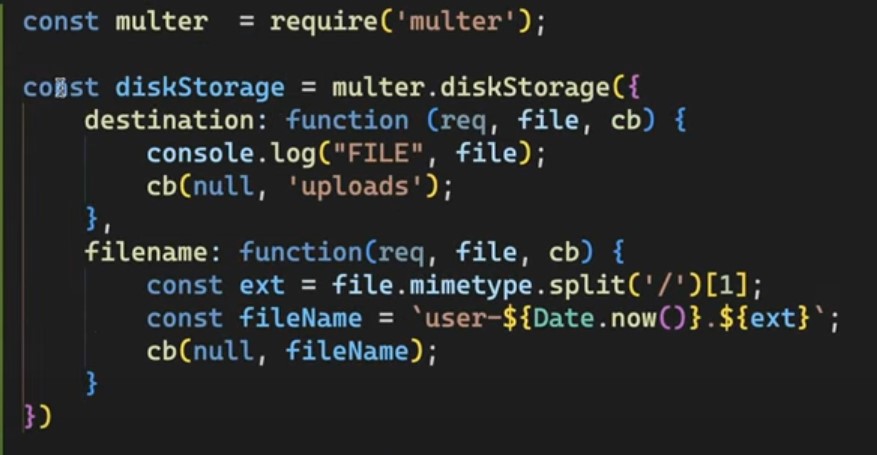 const multer  = require('multer');
const diskStorage = multer.diskStorage({
    destination: function (req, file, cb) {
        console.log("FILE", file);
        cb(null, 'uploads');
    },
    filename: function(req, file, cb) {
        const ext = file.mimetype.split('/')[1];
        const fileName = `user-${Date.now()}.${ext}`;
        cb(null, fileName);
    }
})